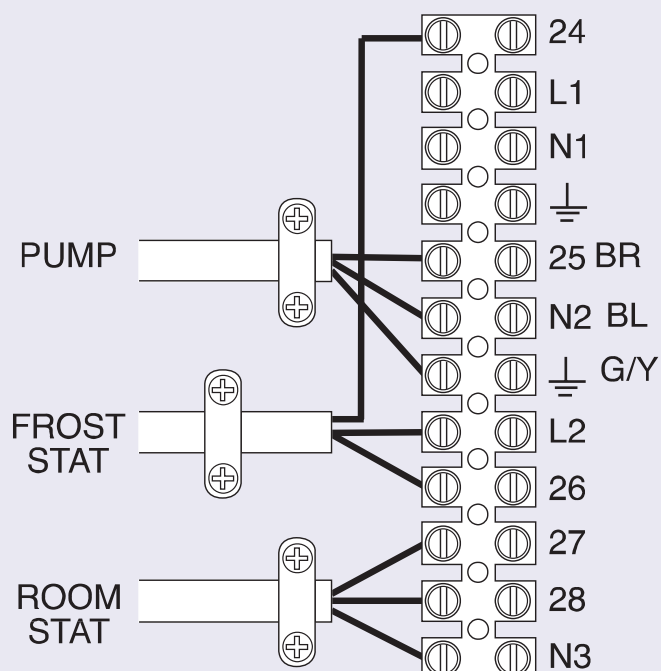 24
L1
N1
PUMP
25 BR
N2 BL
G/Y
FROST
STAT
L2
26
27
ROOM
STAT
28
N3